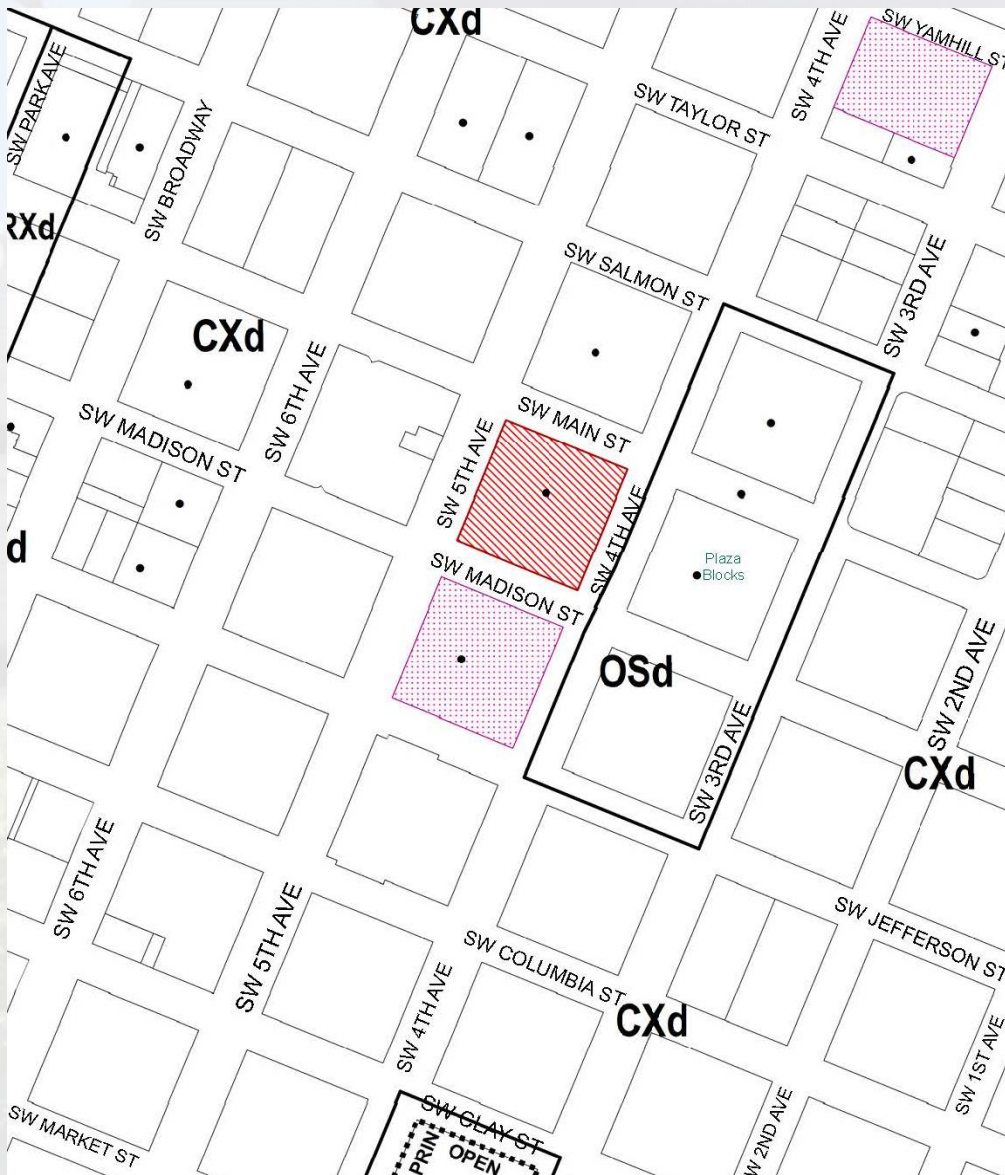 CXd
SW YAMHILL ST
SW 4TH AVE
SW PARK AVE
SW TAYLOR ST
SW BROADWAY
RXd
SW SALMON ST
SW 3RD AVE
CXd
SW 6TH AVE
SW MAIN ST
SW MADISON ST
SW 5TH AVE
SW 4TH AVE
d
Plaza
Blocks
SW MADISON ST
OSd
SW 2ND AVE
SW 3RD AVE
CXd
SW 6TH AVE
SW 5TH AVE
SW JEFFERSON ST
SW COLUMBIA ST
SW 4TH AVE
CXd
SW 1ST AVE
SW CLAY ST
SW MARKET ST
SW 2ND AVE
PRIN
OPEN